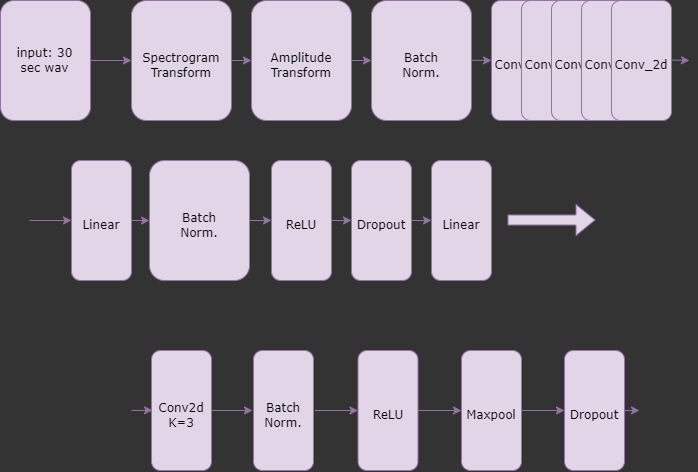 input: 30
sec wav
Spectrogram
Transform
Amplitude
Transform
Batch
Norm.
Conv
Conv
Conv
Conv
Conv_2d
Linear
Batch
Norm.
ReLU
Dropout
Linear
Conv2d
K=3
Batch
Norm.
ReLU
Maxpool
Dropout